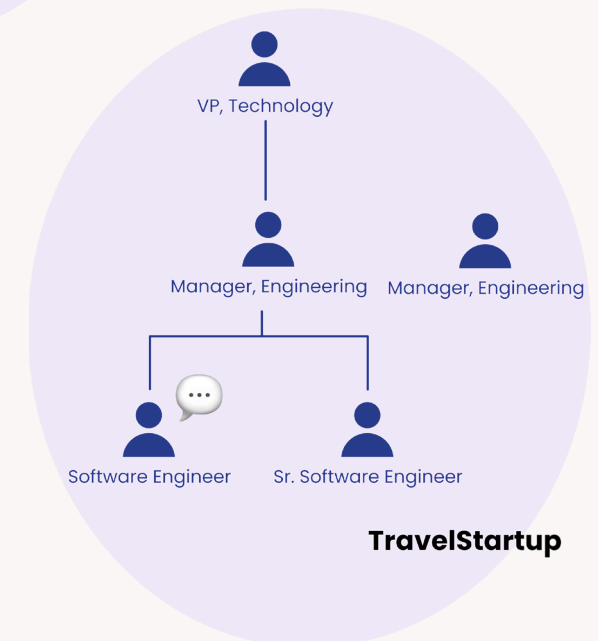 VP, Technology
Manager, Engineering
Manager, Engineering
Software Engineer
Sr. Software Engineer
TravelStartup